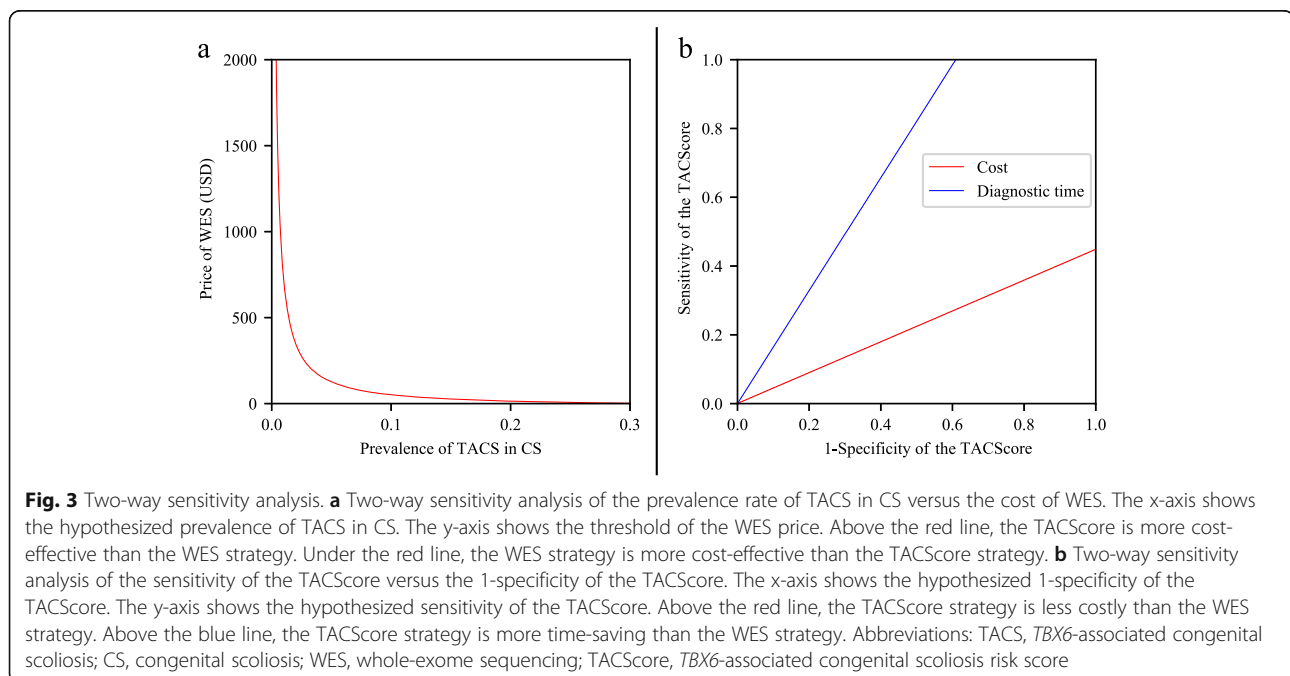 a
2000
1500
1000
500
0
Price of WES (USD)
0.0 0.1 0.2 0.3
Prevalence of TACS in CS
b
1.0
0.8
0.6
0.4
0.2
0.0
Sensitivity of the TACScore
Cost
Diagnostic time
0.0 0.2 0.4 0.6 0.8 1.0
1-Specificity of the TACScore
Fig. 3 Two-way sensitivity analysis. a Two-way sensitivity analysis of the prevalence rate of TACS in CS versus the cost of WES. The x-axis shows
the hypothesized prevalence of TACS in CS. The y-axis shows the threshold of the WES price. Above the red line, the TACScore is more cost-
effective than the WES strategy. Under the red line, the WES strategy is more cost-effective than the TACScore strategy. b Two-way sensitivity
analysis of the sensitivity of the TACScore versus the 1-specificity of the TACScore. The x-axis shows the hypothesized 1-specificity of the
TACScore. The y-axis shows the hypothesized sensitivity of the TACScore. Above the red line, the TACScore strategy is less costly than the WES
strategy. Above the blue line, the TACScore strategy is more time-saving than the WES strategy. Abbreviations: TACS, TBX6-associated congenital
scoliosis; CS, congenital scoliosis; WES, whole-exome sequencing; TACScore, TBX6-associated congenital scoliosis risk score